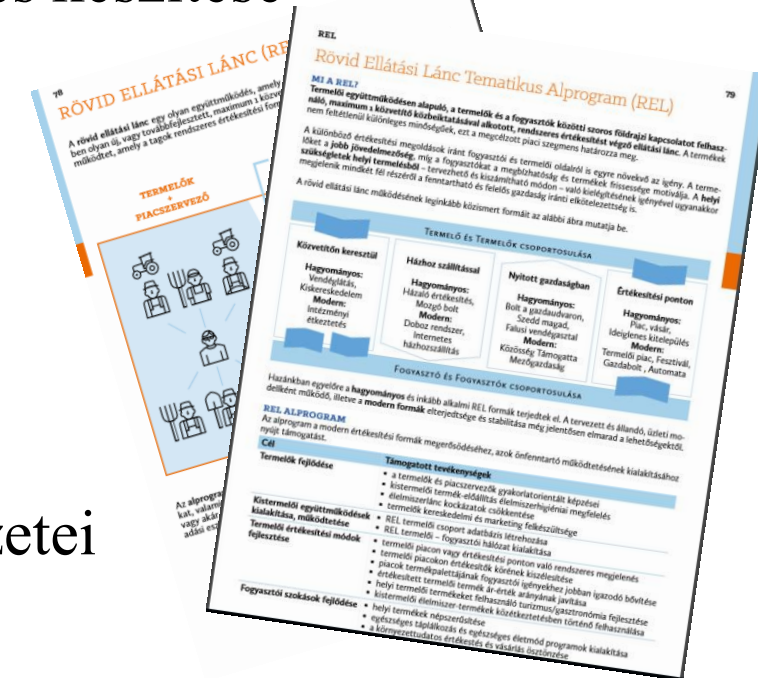 78
RÖVID ELLÁTÁSI LÁNC (RE
A rövid ellátási lánc egy olyan együttműködés, amely
ben olyan új, vagy továbbfejlesztett, maximum 1 közve
működtet, amely a tagok rendszeres értékesítési
TERMELŐK
+
PIACSZERVEZŐ
Az alprogra
kat, valami
vagy akár
adási
REL
79
Rövid Ellátási Lánc Tematikus Alprogram (REL)
MI A REL?
Termelői együttműködésen alapuló, a termelők és a fogyasztók közötti szoros földrajzi kapcsolatot felhasz-
náló, maximum 1 közvetítő közbeiktatásával alkotott, rendszeres értékesítést végző ellátási lánc. A termékek
nem feltétlenül különleges minőségűek, ezt a megcélzott piaci szegmens határozza meg.
A különböző értékesítési megoldások iránt fogyasztói és termelői oldalról is egyre növekvő az igény. A terme-
lőket a jobb jövedelmezőség, míg a fogyasztókat a megbízhatóság és termékek frissessége motiválja. A helyi
szükségletek helyi termelésből – tervezhető és kiszámítható módon – való kielégítésének igényével ugyanakkor
megjelenik mindkét fél részéről a fenntartható és felelős gazdaság iránti elkötelezettség is.
A rövid ellátási lánc működésének leginkább közismert formáit az alábbi ábra mutatja be.
TERMELŐ ÉS TERMELŐK CSOPORTOSULÁSA
Közvetítőn keresztül
Hagyományos:
Vendéglátás,
Kiskereskedelem
Modern:
Intézményi
étkeztetés
Házhoz szállítással
Hagyományos:
Házaló értékesítés,
Mozgó bolt
Modern:
Doboz rendszer,
Internetes
házhozszállítás
Nyitott gazdaságban
Hagyományos:
Bolt a gazdaudvaron,
Szedd magad,
Falusi vendégasztal
Modern:
Közösség Támogatta
Mezőgazdaság
Értékesítési ponton
Hagyományos:
Piac, vásár,
Ideiglenes kitelepülés
Modern:
Termelői piac, Fesztivál,
Gazdabolt , Automata
FOGYASZTÓ ÉS FOGYASZTÓK CSOPORTOSULÁSA
Hazánkban egyelőre a hagyományos és inkább alkalmi REL formák terjedtek el. A tervezett és állandó, üzleti mo-
dellként működő, illetve a modern formák elterjedtsége és stabilitása még jelentősen elmarad a lehetőségektől.
REL ALPROGRAM
Az alprogram a modern értékesítési formák megerősödéséhez, azok önfenntartó működtetésének kialakításához
nyújt támogatást.
Cél
Támogatott tevékenységek
Termelők fejlődése
• a termelők és piacszervezők gyakorlatorientált képzései
• kistermelői termék-előállítás élelmiszerhigiéniai megfelelés
• élelmiszerlánc kockázatok csökkentése
• termelők kereskedelmi és marketing felkészültsége
Kistermelői együttműködések
kialakítása, működtetése
• REL termelői csoport adatbázis létrehozása
• REL termelői – fogyasztói hálózat kialakítása
Termelői értékesítési módok
fejlesztése
• termelői piacon vagy értékesítési ponton való rendszeres megjelenés
• termelői piacokon értékesítők körének kiszélesítése
• piacok termékpalettájának fogyasztói igényekhez jobban igazodó bővítése
• értékesített termelői termék ár-érték arányának javítása
• helyi termelői termékeket felhasználó turizmus/gasztronómia fejlesztése
• kistermelői élelmiszer-termékek közétkeztetésben történő felhasználása
Fogyasztói szokások fejlődése
• helyi termékek népszerűsítése
• egészséges táplálkozás és egészséges életmód programok kialakítása
• a környezettudatos értékestés és vásárlás ösztönzése
zetei